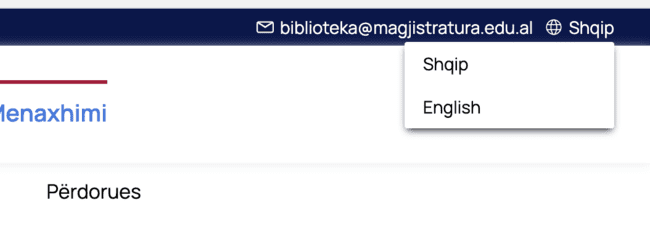 biblioteka@magjistratura.edu.al Shqip
Shqip
English
Menaxhimi
Përdorues